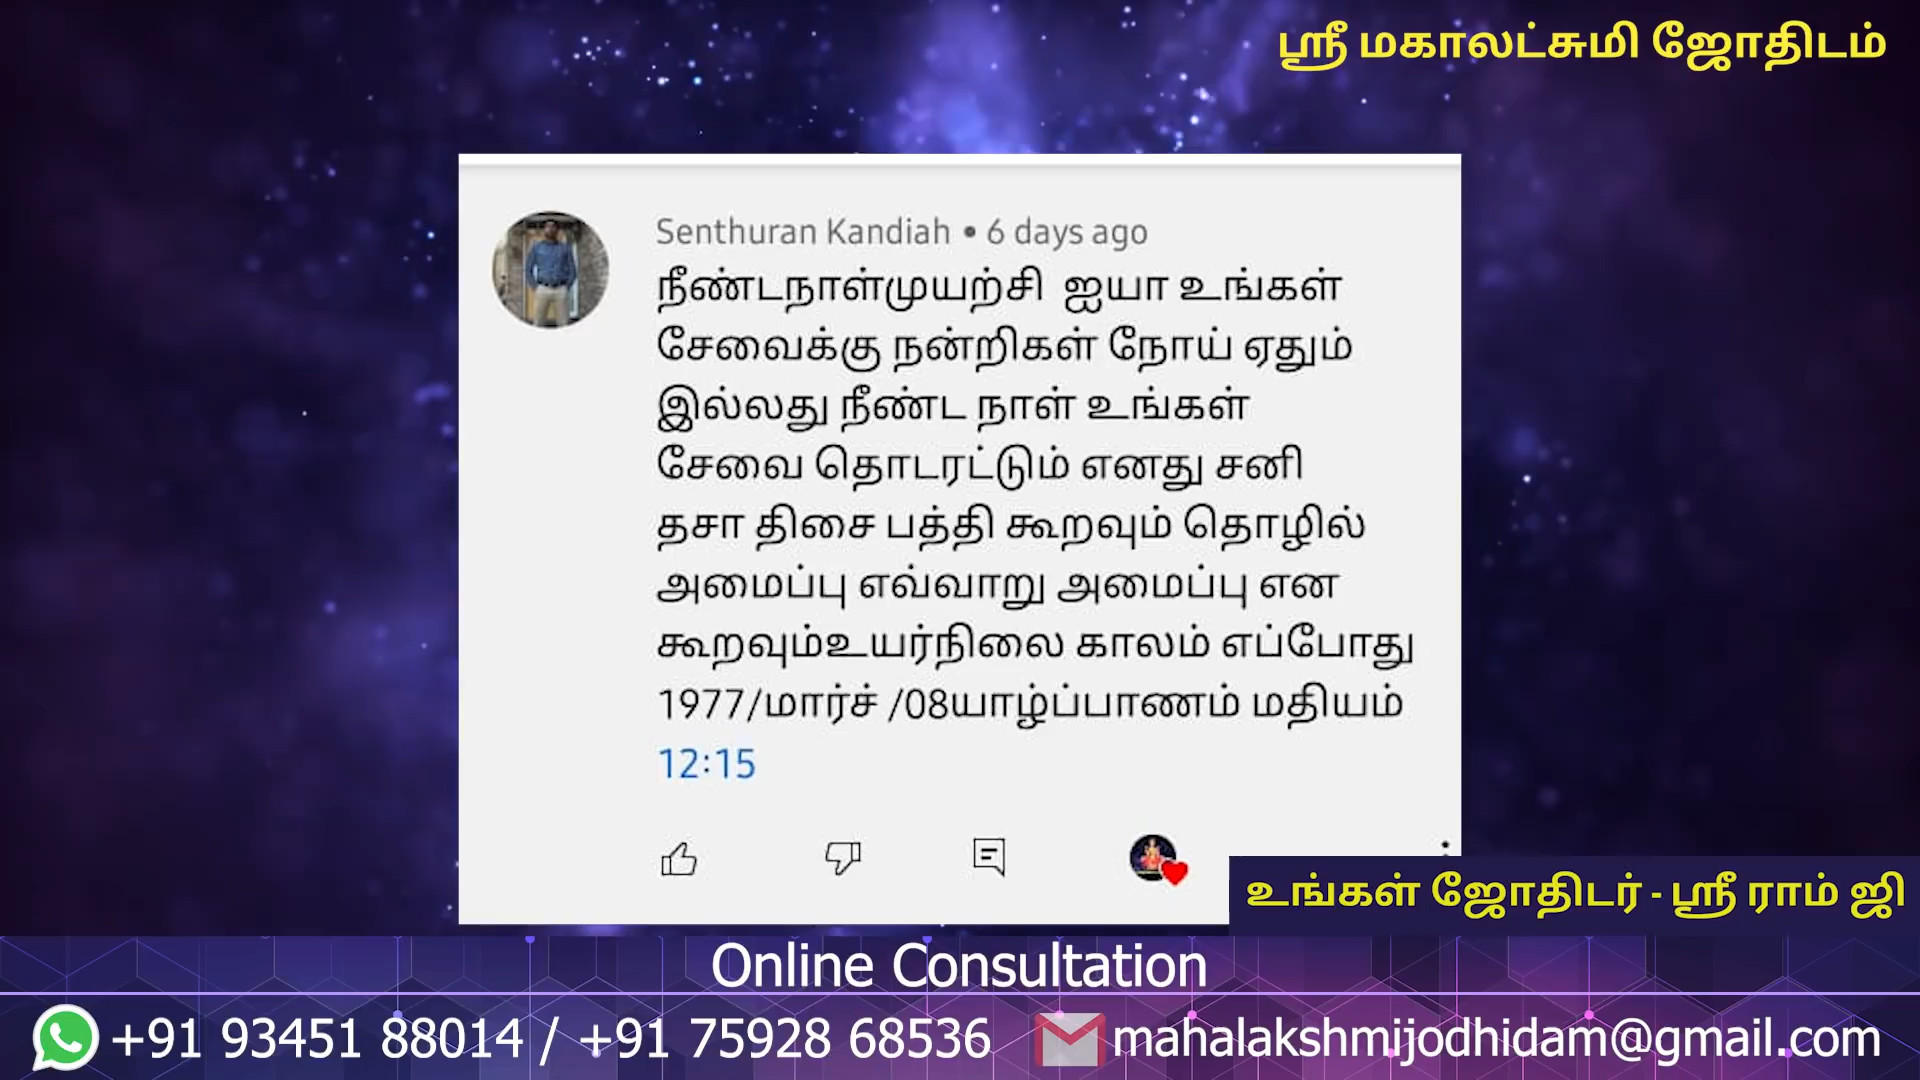 ஸ்ரீ மகாலட்சுமி ஜோதிடம்
Senthuran Kandiah • 6 days ago
நீண்டநாள்முயற்சி ஐயா உங்கள்
சேவைக்கு நன்றிகள் நோய் ஏதும்
இல்லது நீண்ட நாள் உங்கள்
சேவை தொடரட்டும் எனது சனி
தசா திசை பத்தி கூறவும் தொழில்
அமைப்பு எவ்வாறு அமைப்பு என
கூறவும்உயர்நிலை காலம் எப்போது
1977/மார்ச் /08யாழ்ப்பாணம் மதியம்
12:15
உங்கள் ஜோதிடர் - ஸ்ரீ ராம் ஜி
Online Consultation
+91 93451 88014 / +91 75928 68536 mahalakshmijodhidam@gmail.com